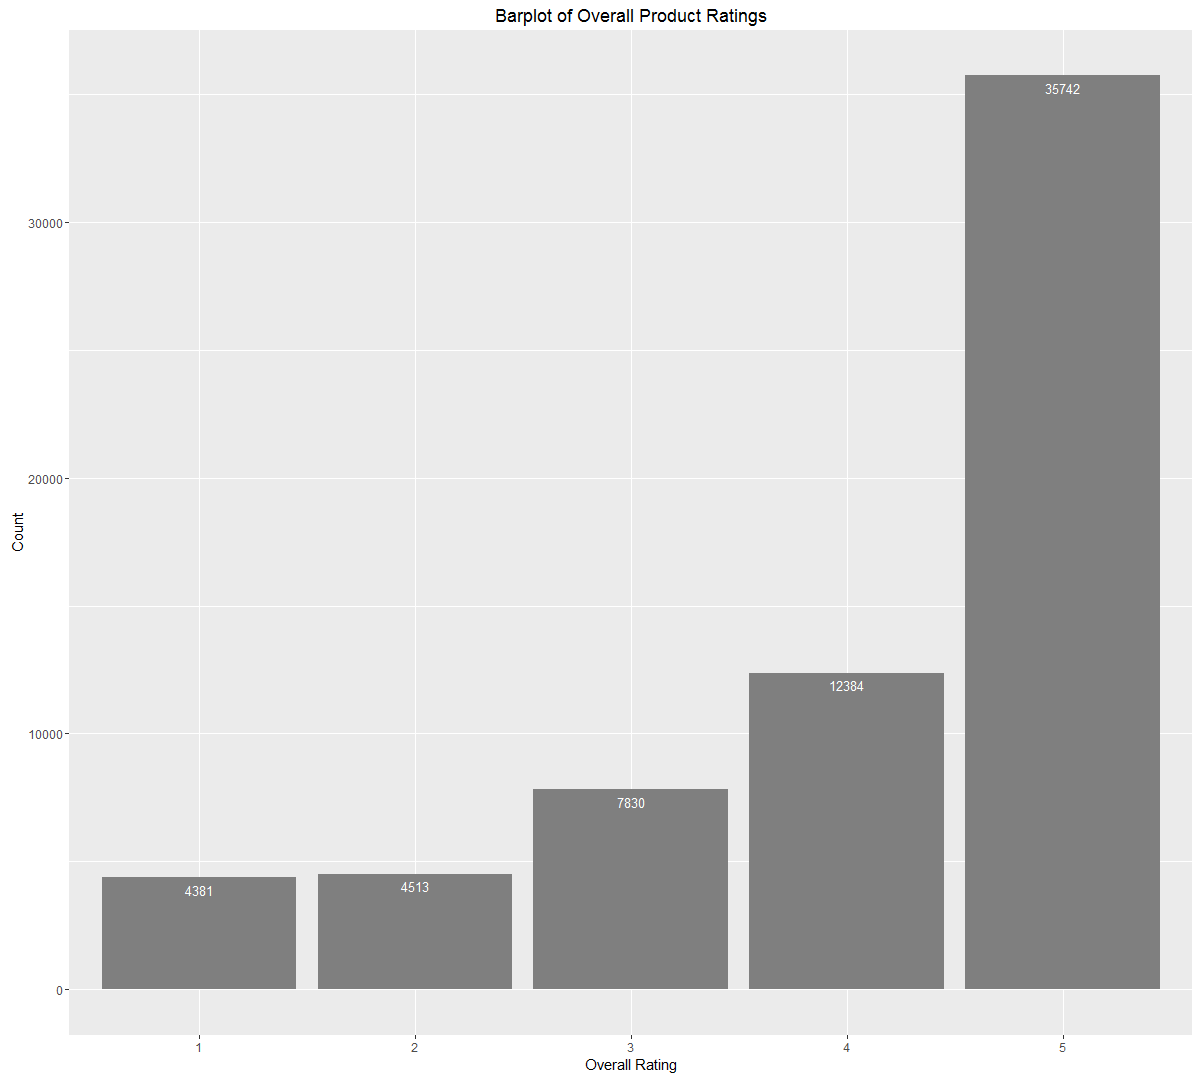 Barplot of Overall Product Ratings
35742
30000
20000
Count
12384
10000
7830
4381
4513
0
1 2 3 4 5
Overall Rating